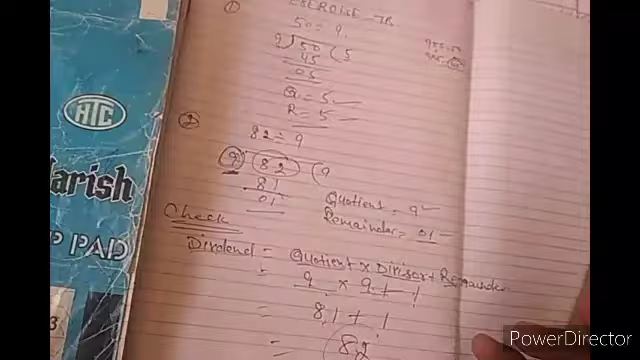 HTC
arish
P PAD
3
①
EXERCISE - 7B
50 ÷ 9
9)50(5
45
05
Q = 5
R = 5
②
82 ÷ 9
9)82(9
81
01
Quotient = 9
Remainder = 01
Check
Dividend = Quotient x Divisor + Remainder
= 9 x 9 + 1
= 81 + 1
= 82
PowerDirector